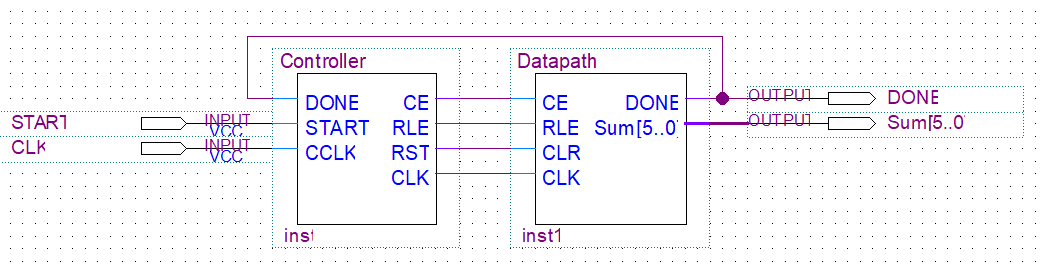 Controller
Datapath
DONE CE
CE DONE
OUTPUT
DONE
START
INPUT
VCC
START RLE
RLE Sum[5..0
OUTPUT
Sum[5..0
CLK
INPUT
VCC
CCLK RST
CLR
CLK
CLK
inst
inst1